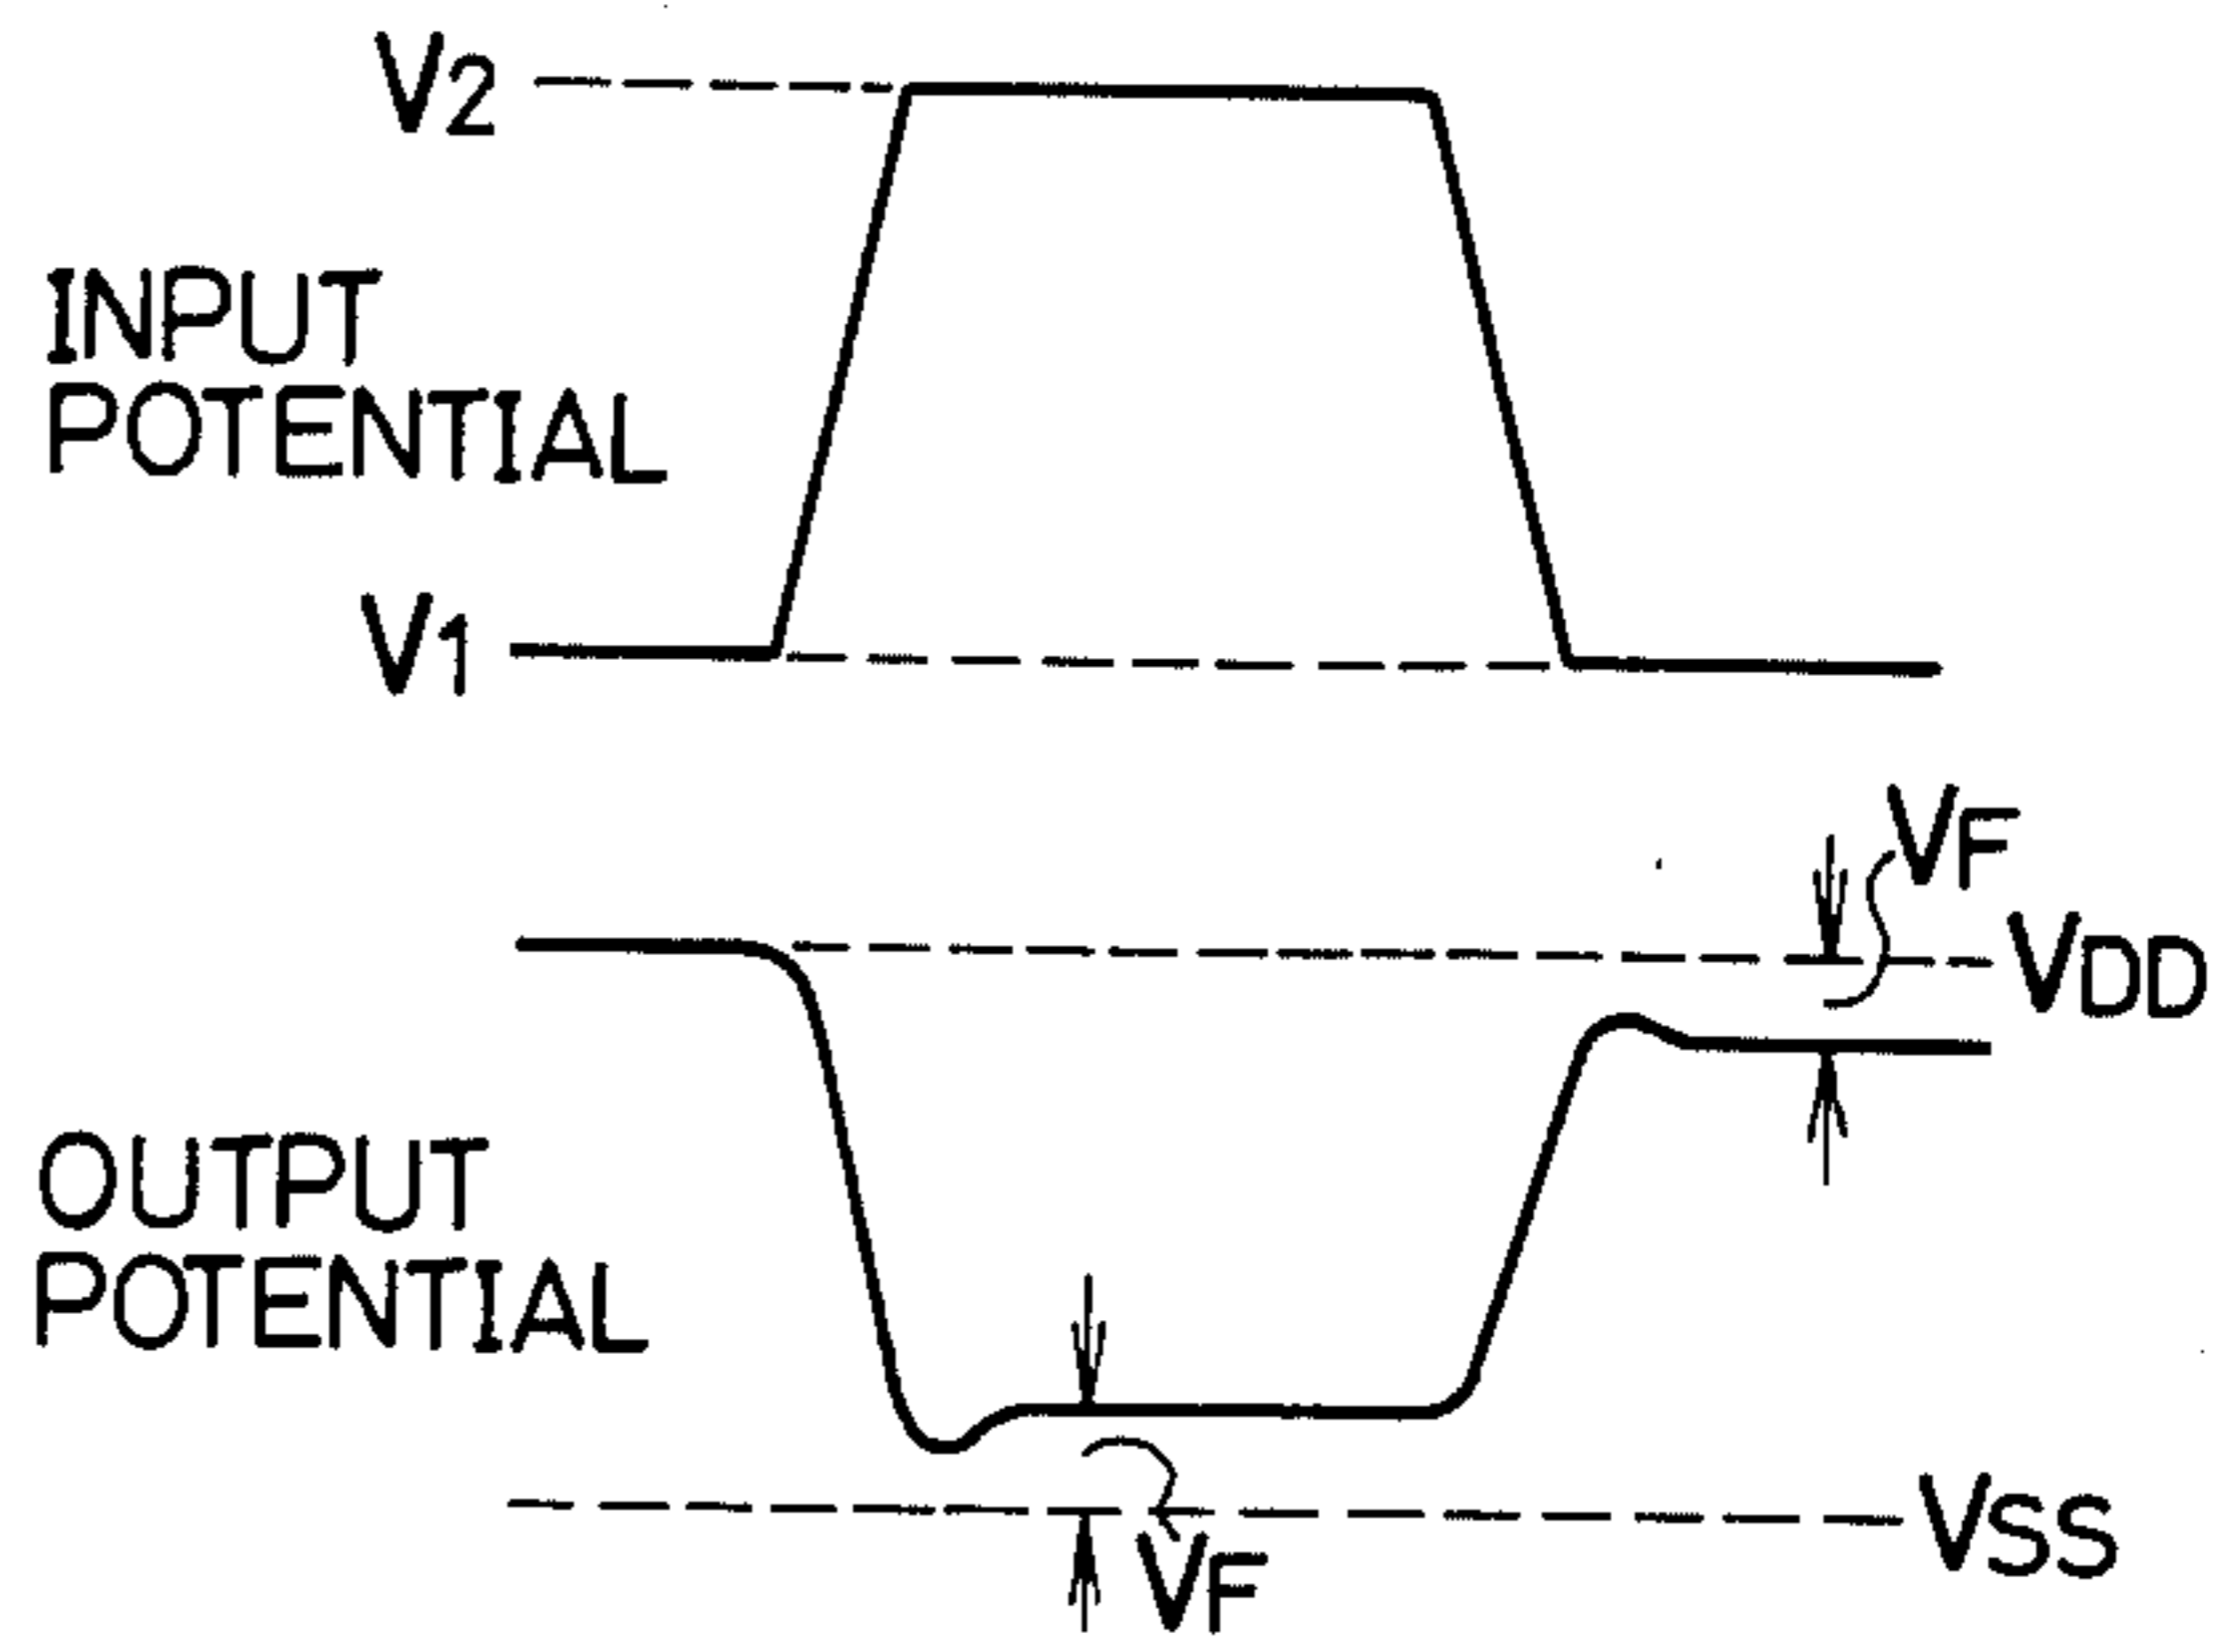 V2
INPUT
POTENTIAL
V1
VF
VDD
OUTPUT
POTENTIAL
VSS
VF